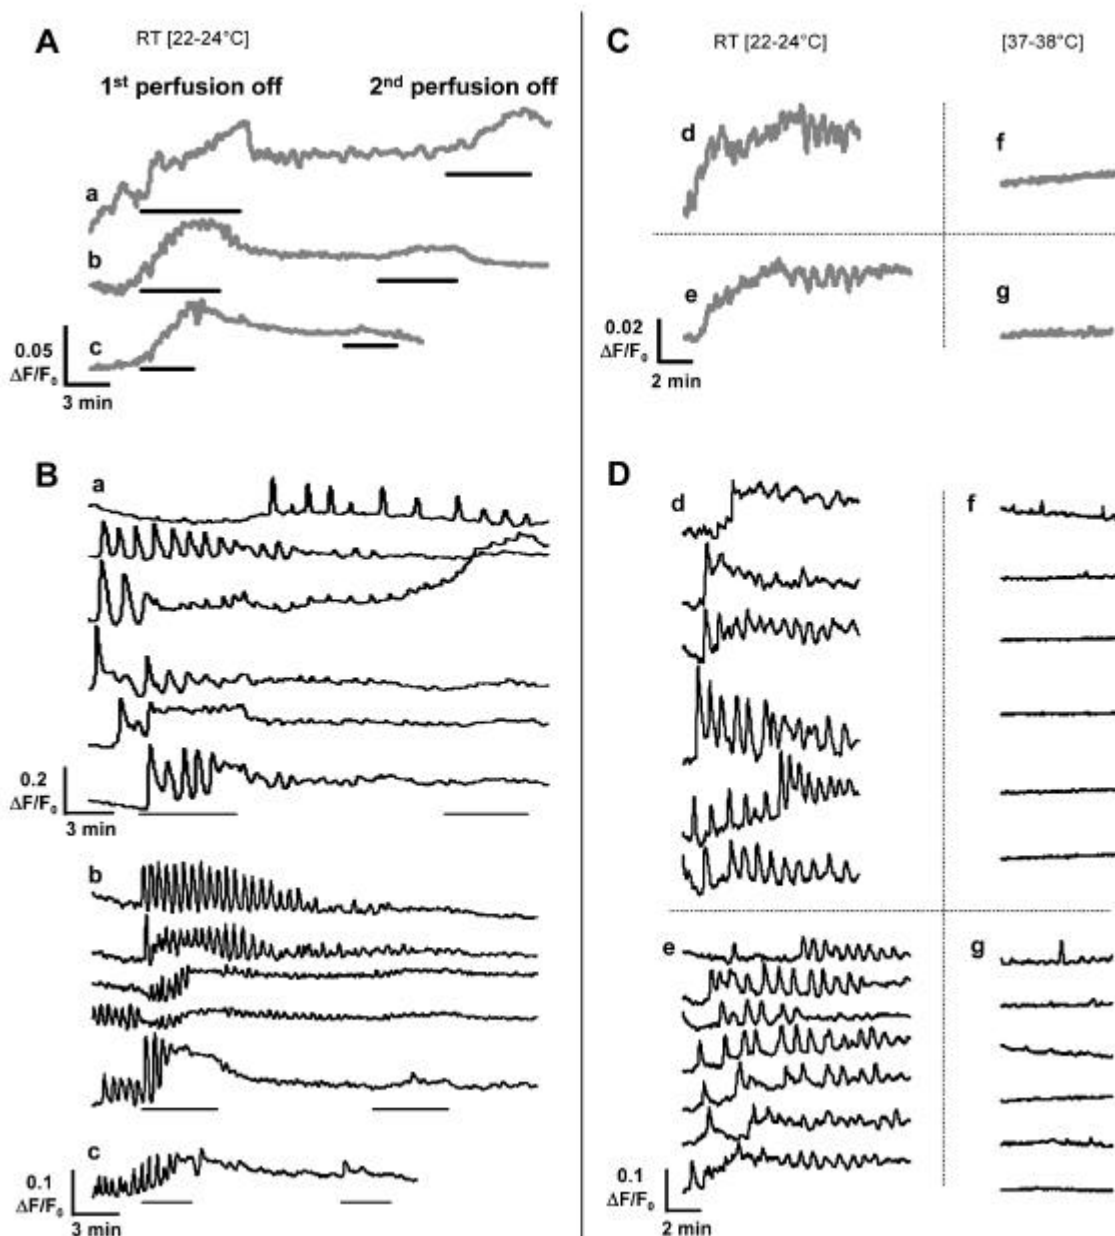 A
RT [22-24°C]
1st perfusion off
2nd perfusion off
a
b
c
0.05
ΔF/F0
3 min
B
a
0.2
ΔF/F0
3 min
b
c
0.1
ΔF/F0
3 min
C
RT [22-24°C]
[37-38°C]
d
f
e
g
0.02
ΔF/F0
2 min
D
d
f
e
g
0.1
ΔF/F0
2 min